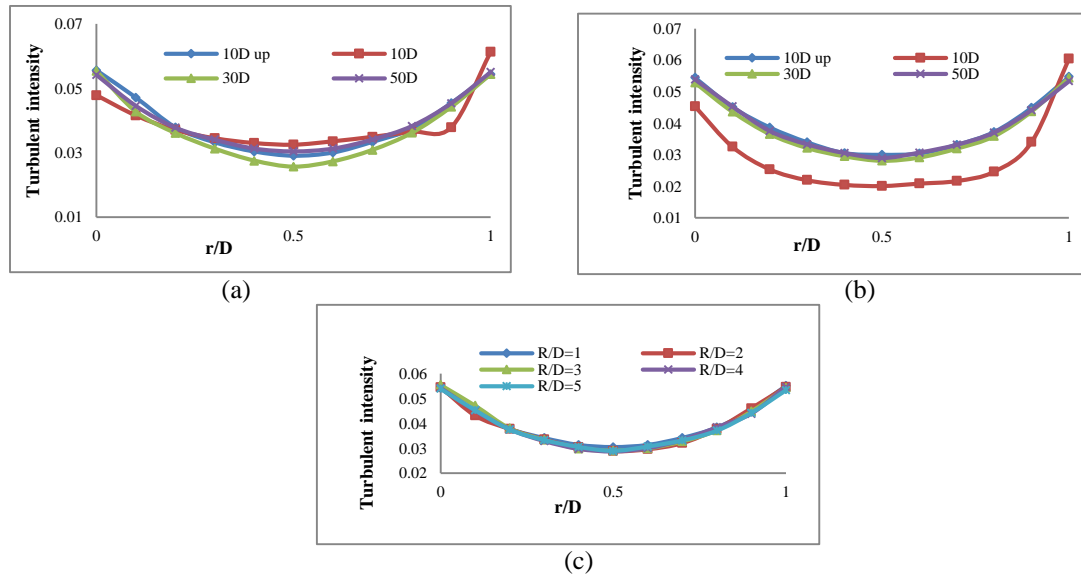 0.07
0.05
0.03
0.01
Turbulent intensity
10D up
10D
30D
50D
0
0.5
1
r/D
(a)
0.07
0.06
0.05
0.04
0.03
0.02
0.01
Turbulent intensity
10D up
10D
30D
50D
0
0.5
1
r/D
(b)
R/D=1
R/D=2
R/D=3
R/D=4
R/D=5
0.06
0.05
0.04
0.03
0.02
Turbulent intensity
0
0.5
1
r/D
(c)